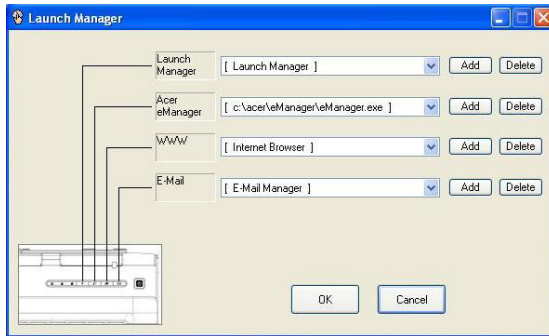 Launch Manager
Launch
Manager
[ Launch Manager ]
Add
Delete
Acer
eManager
[ c:\acer\eManager\eManager.exe ]
Add
Delete
WWW
[ Internet Browser ]
Add
Delete
E-Mail
[ E-Mail Manager ]
Add
Delete
OK
Cancel